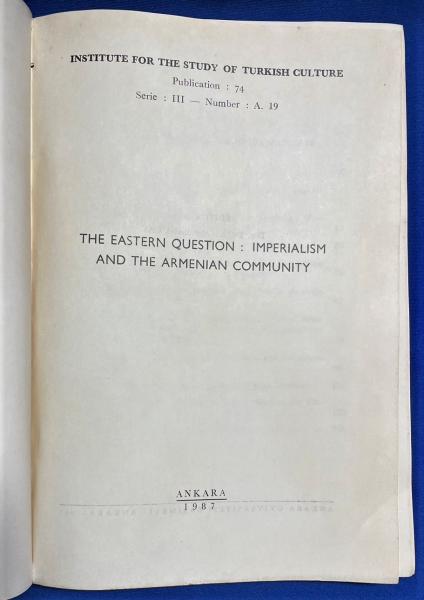 INSTITUTE FOR THE STUDY OF TURKISH CULTURE
Publication : 74
Serie : III — Number : A. 19
THE EASTERN QUESTION : IMPERIALISM
AND THE ARMENIAN COMMUNITY
ANKARA
1987